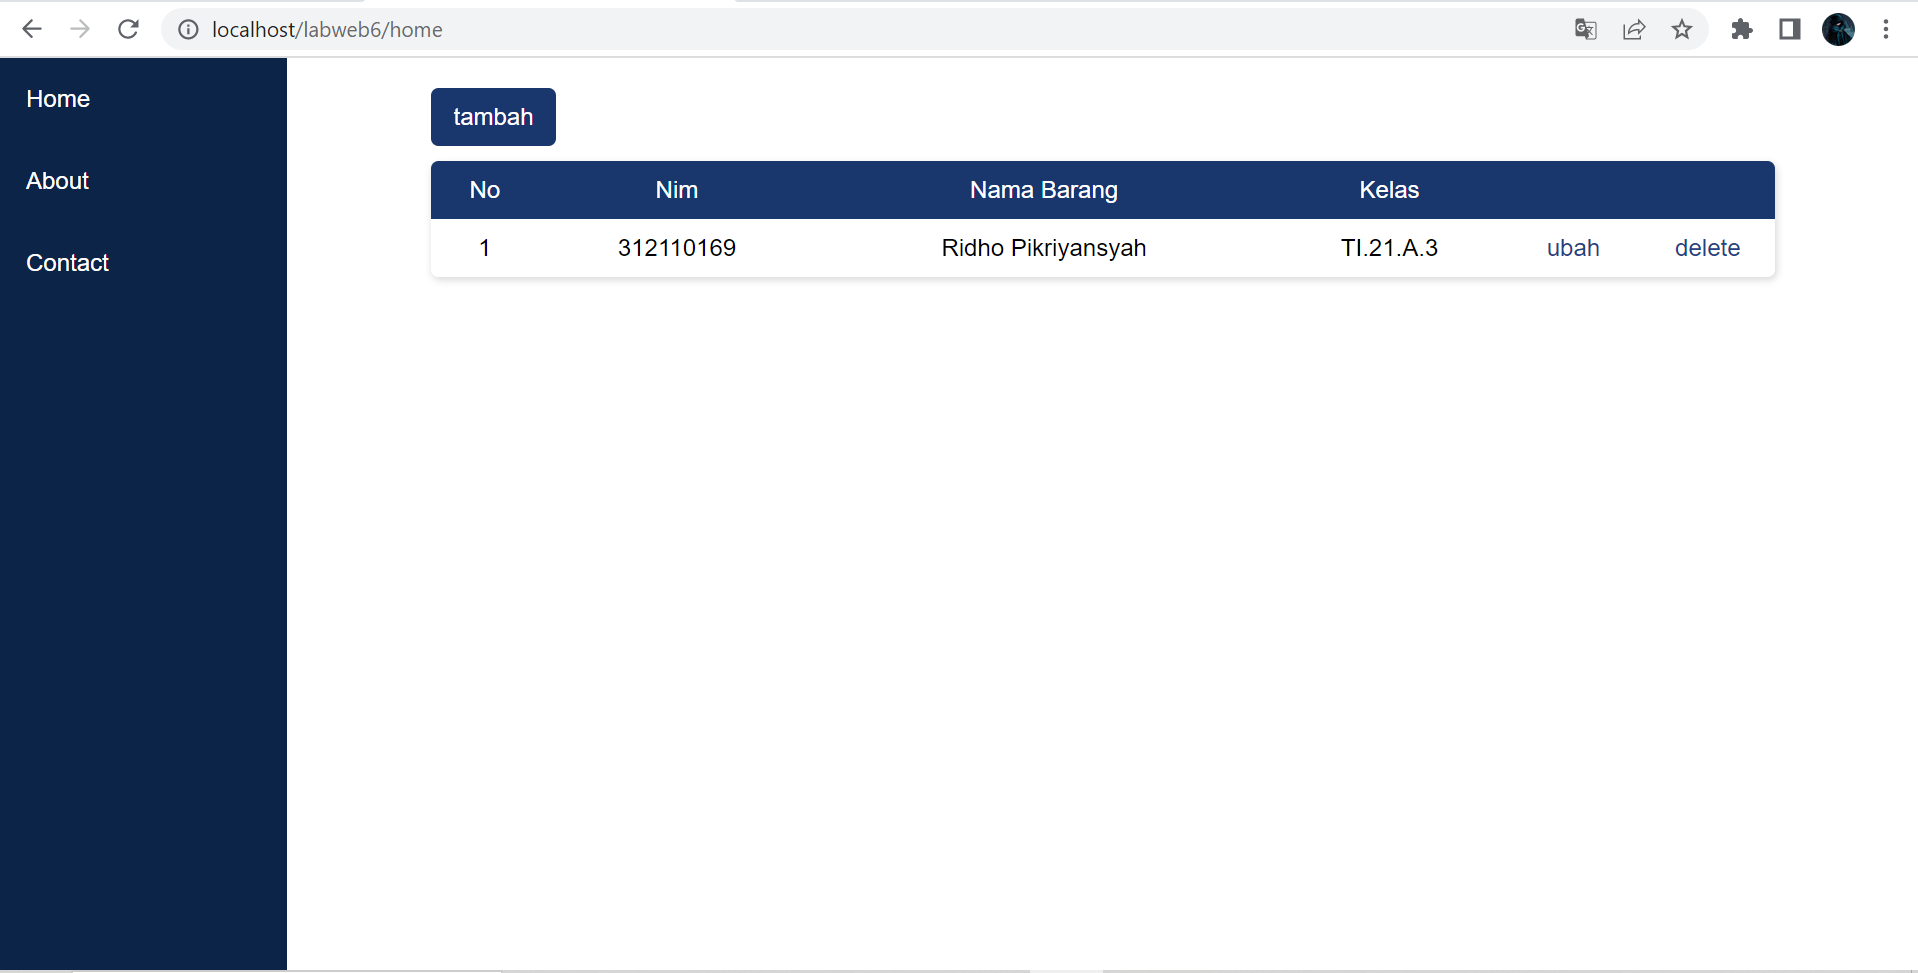 localhost/labweb6/home
Home
About
Contact
tambah
No Nim Nama Barang Kelas
1 312110169 Ridho Pikriyansyah TI.21.A.3 ubah delete